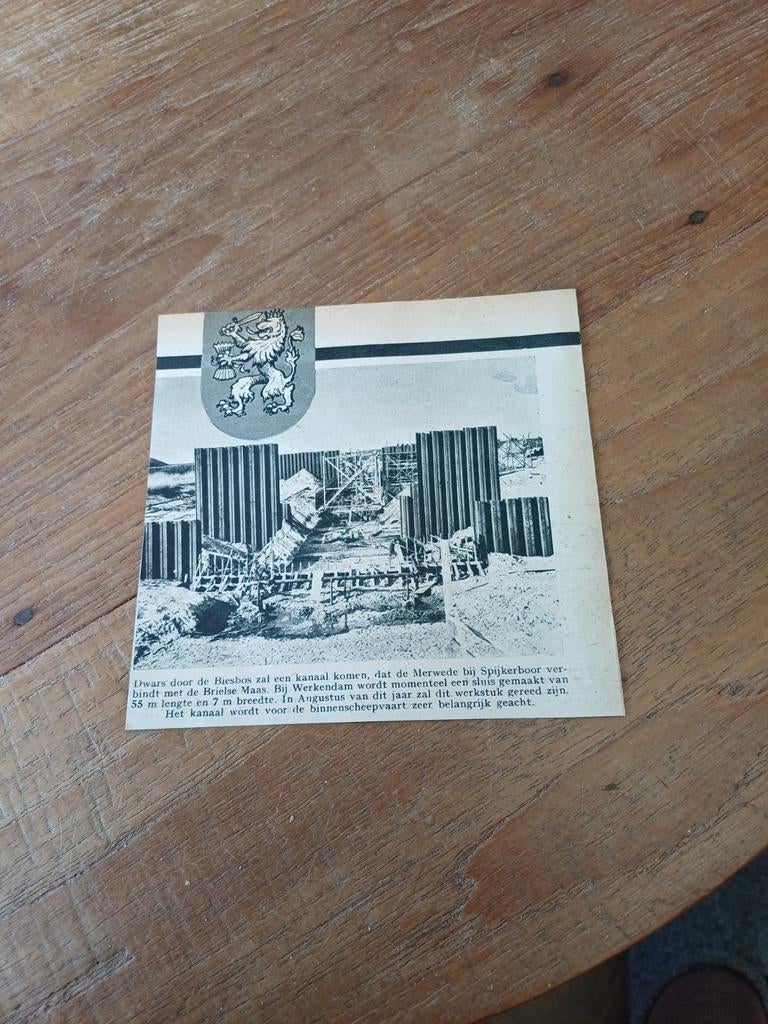 Dwars door de Biesbos zal een kanaal komen, dat de Merwede bij Spijkerboor ver-
bindt met de Brielse Maas. Bij Werkendam wordt momenteel een sluis gemaakt van
55 m lengte en 7 m breedte. In Augustus van dit jaar zal dit werkstuk gereed zijn.
Het kanaal wordt voor de binnenscheepvaart zeer belangrijk geacht.